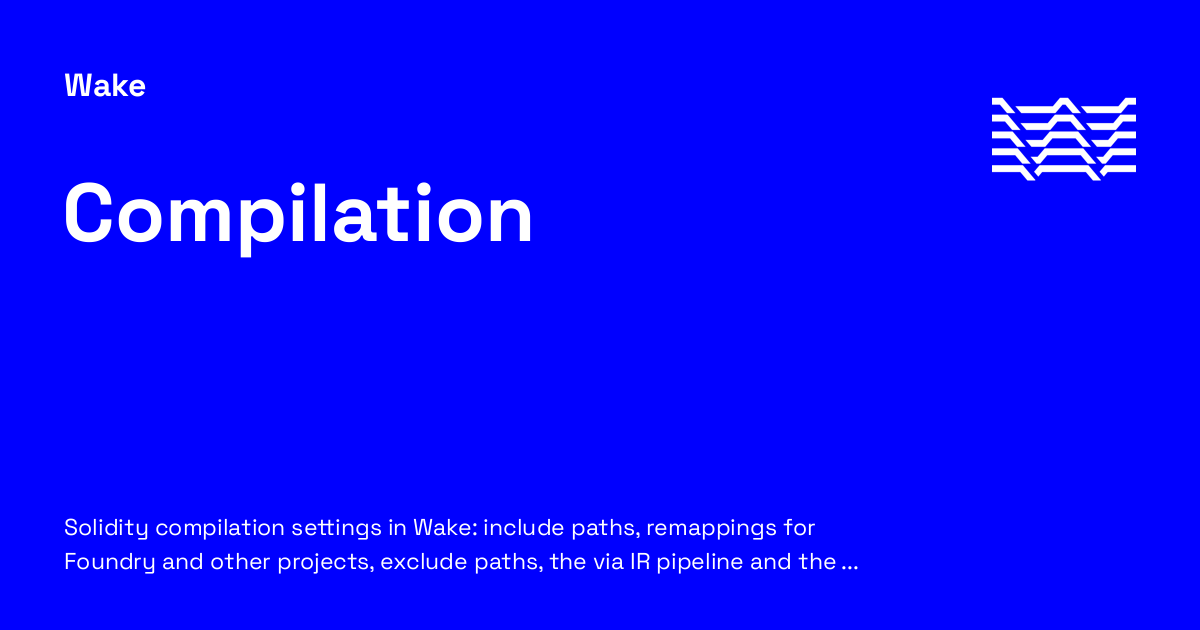 Wake
Compilation
Solidity compilation settings in Wake: include paths, remappings for
Foundry and other projects, exclude paths, the via IR pipeline and the ...